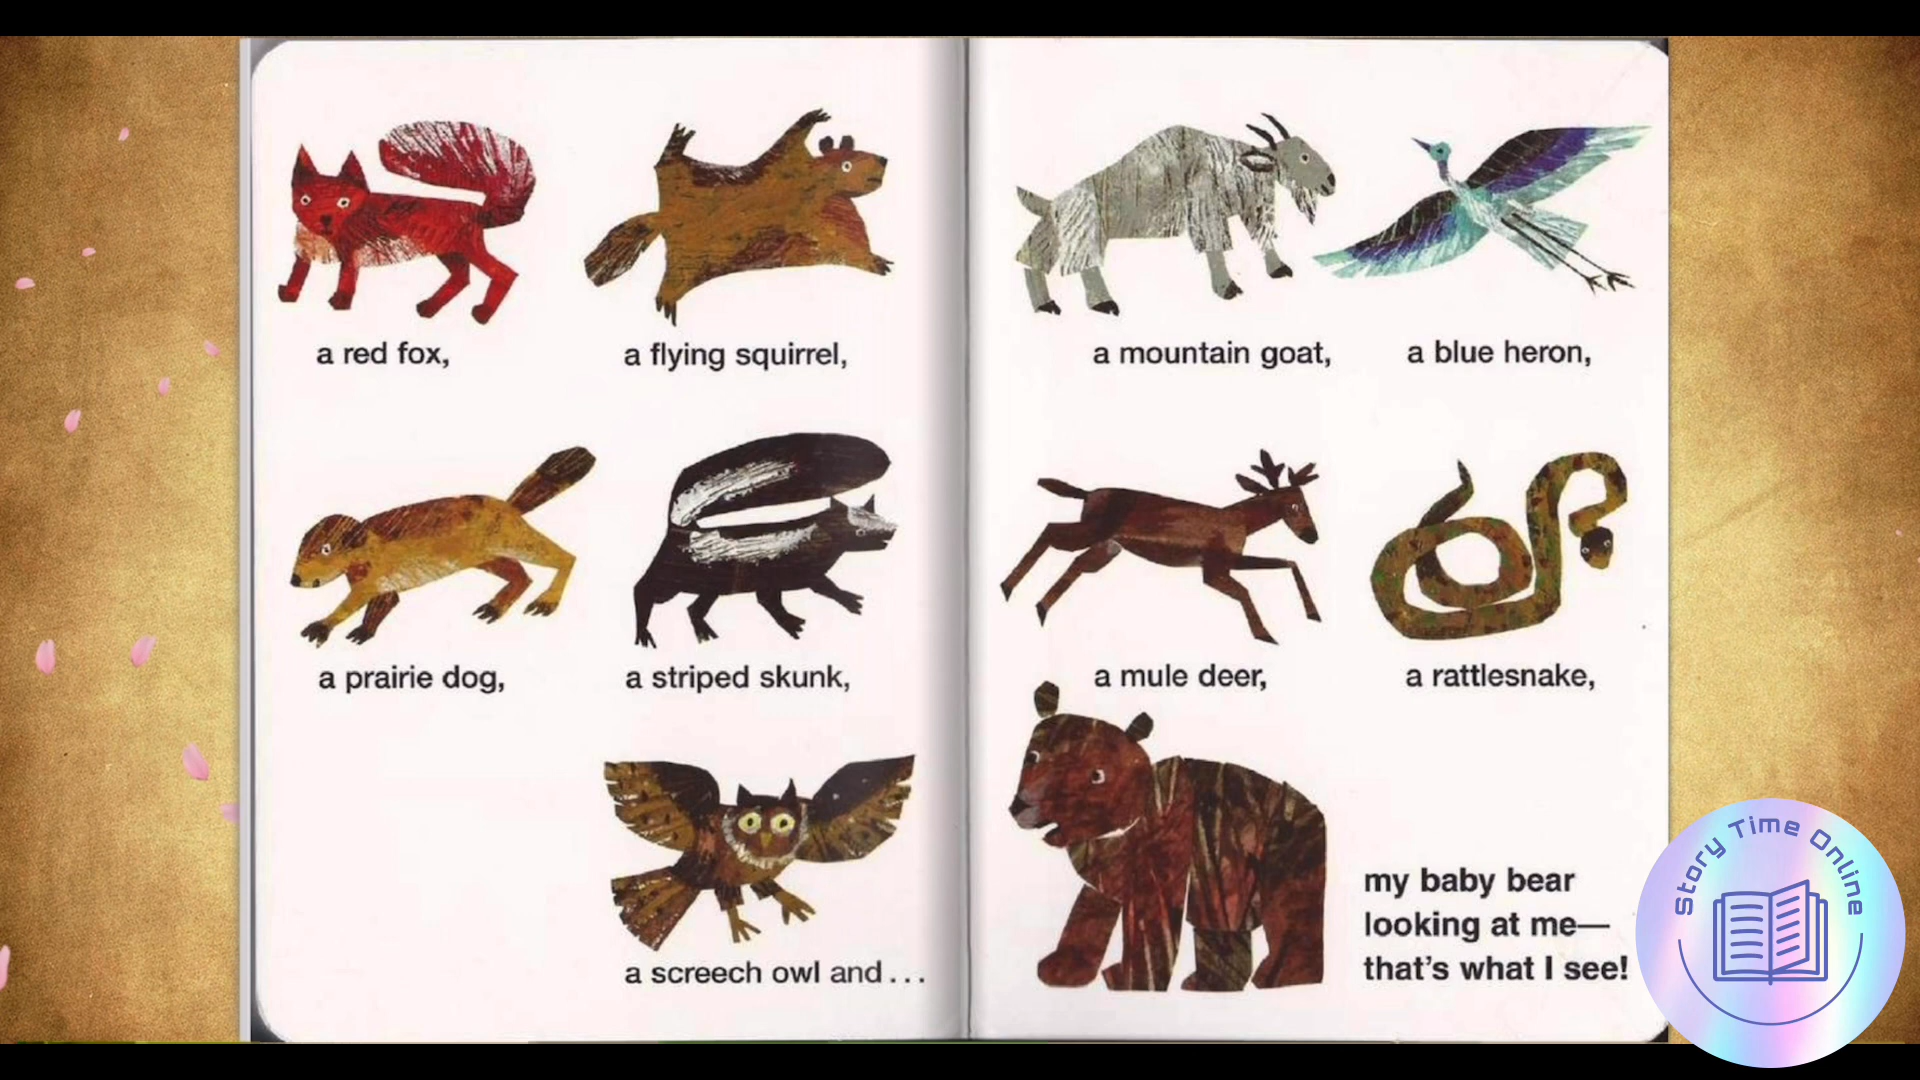 a red fox,
a flying squirrel,
a prairie dog,
a striped skunk,
a screech owl and...
a mountain goat,
a blue heron,
a mule deer,
a rattlesnake,
my baby bear
looking at me—
that's what I see!
Story Time Online